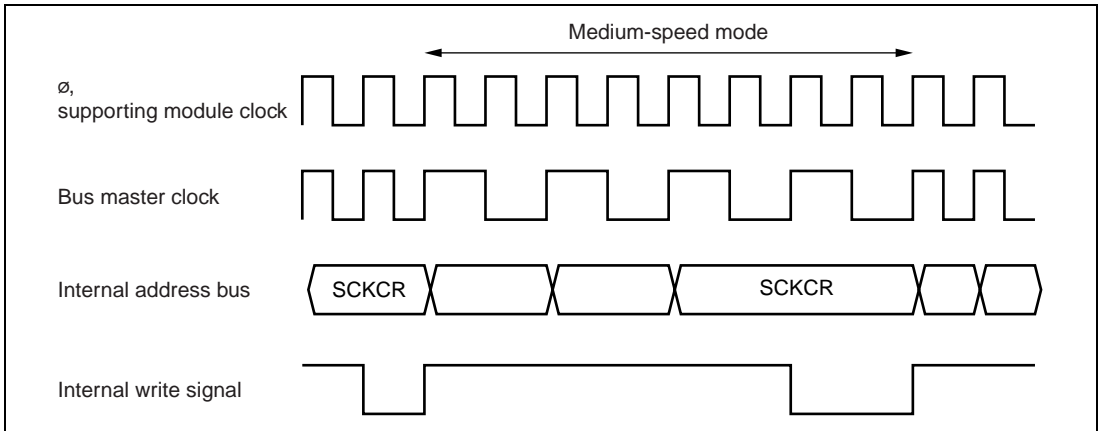 Medium-speed mode
ø,
supporting module clock
Bus master clock
Internal address bus
SCKCR
SCKCR
Internal write signal